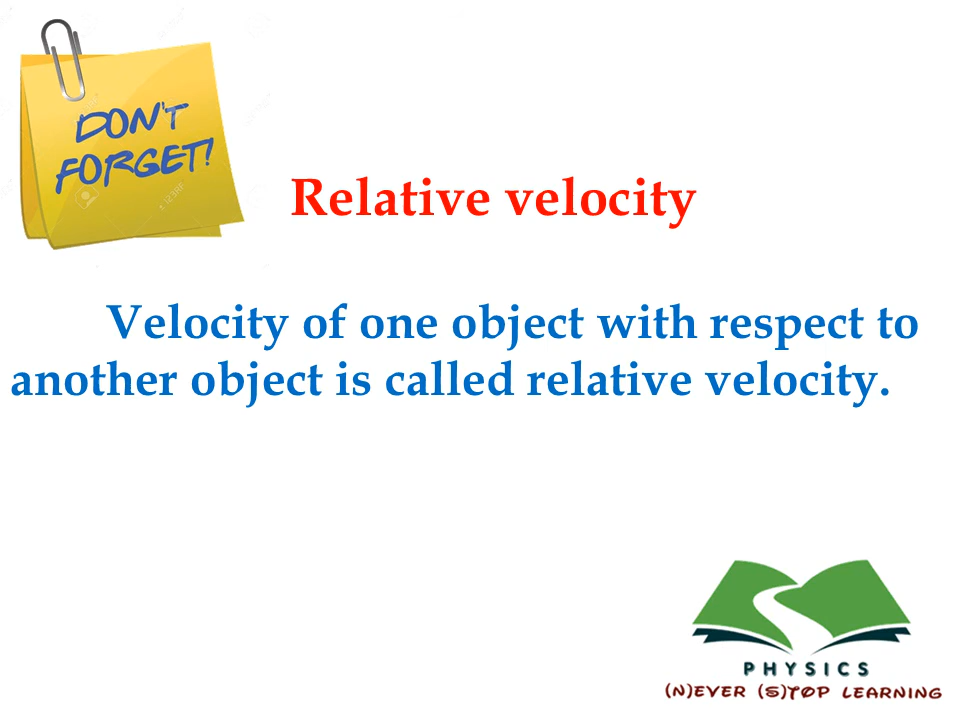 DON'T
FORGET!
Relative velocity
Velocity of one object with respect to
another object is called relative velocity.
PHYSICS
(N)EVER (S)TOP LEARNING